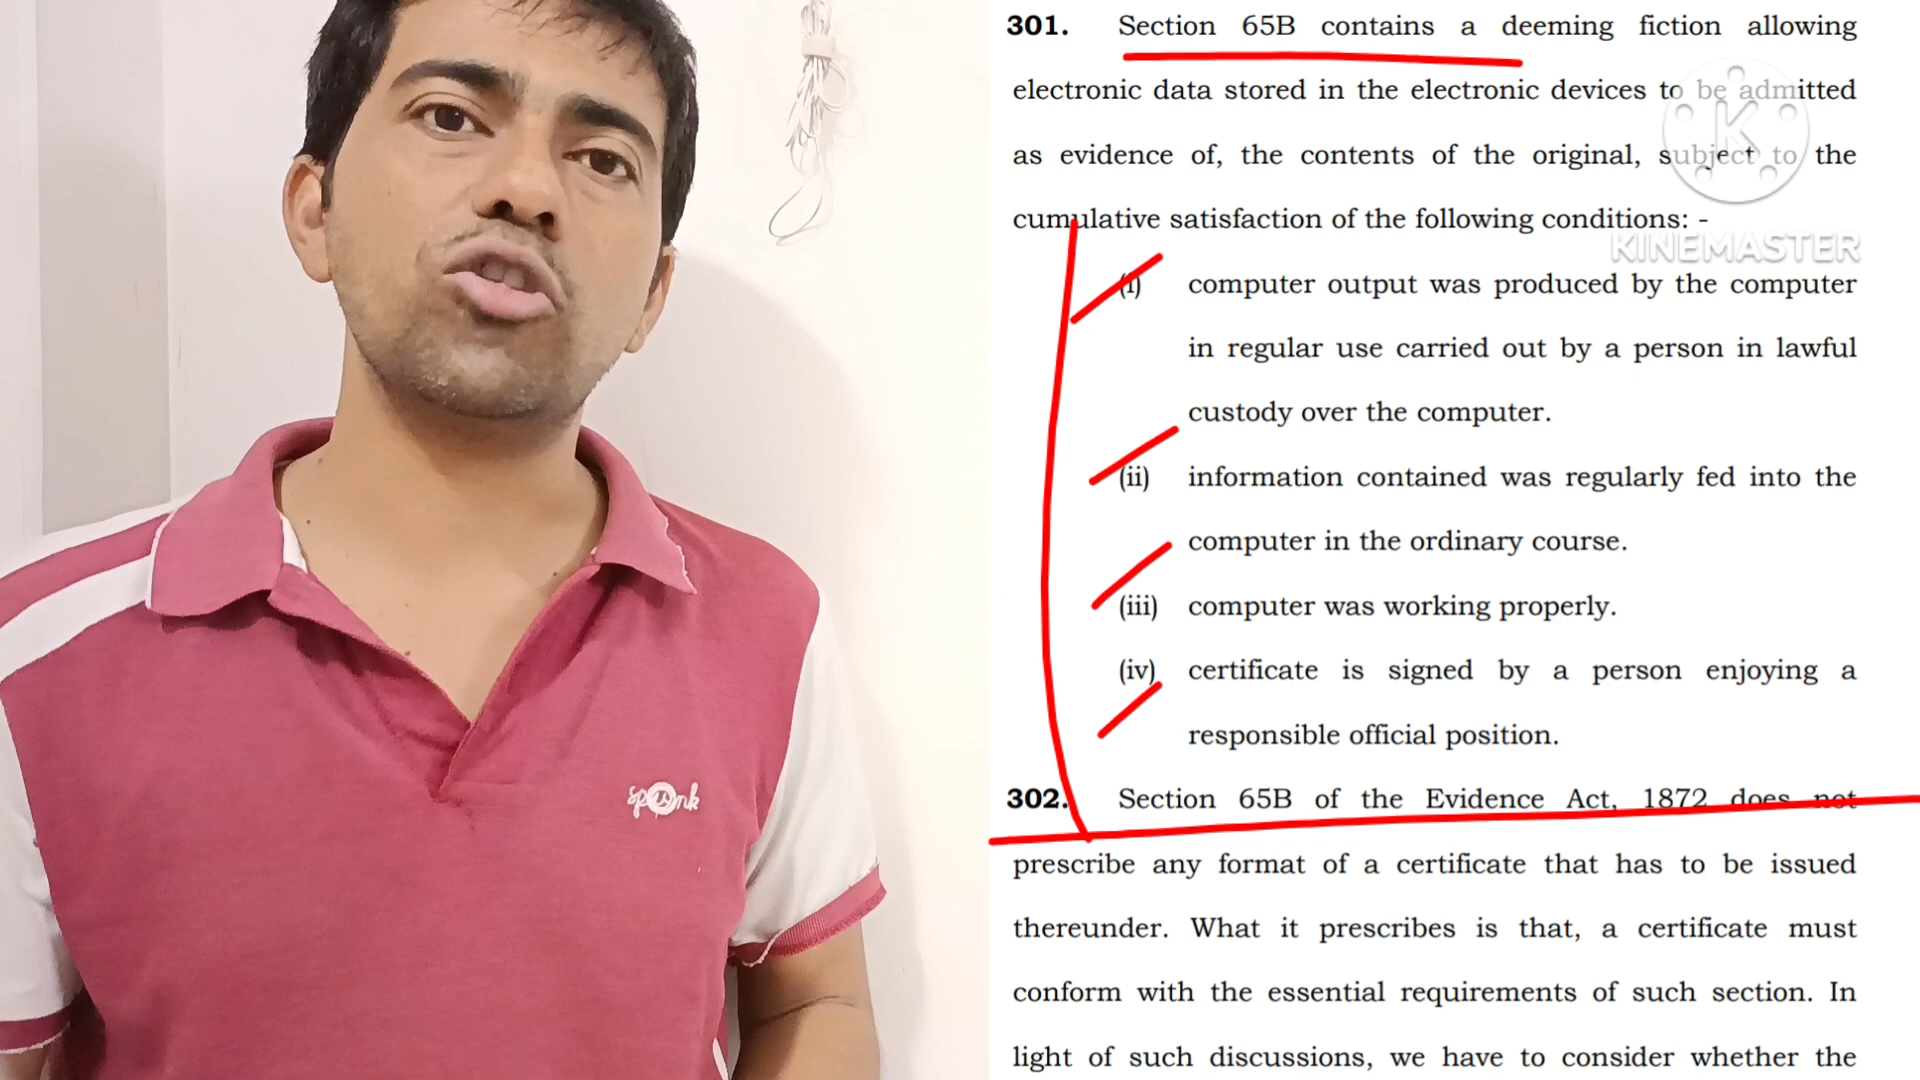 301. Section 65B contains a deeming fiction allowing
electronic data stored in the electronic devices to be admitted
as evidence of, the contents of the original, subject to the
cumulative satisfaction of the following conditions: -
KINEMASTER
(i) computer output was produced by the computer
in regular use carried out by a person in lawful
custody over the computer.
(ii) information contained was regularly fed into the
computer in the ordinary course.
(iii) computer was working properly.
(iv) certificate is signed by a person enjoying a
responsible official position.
302. Section 65B of the Evidence Act, 1872 does not
prescribe any format of a certificate that has to be issued
thereunder. What it prescribes is that, a certificate must
conform with the essential requirements of such section. In
light of such discussions, we have to consider whether the
K
spunk